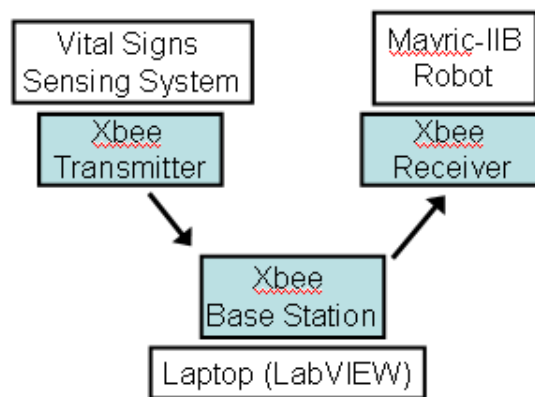 Vital Signs
Sensing System
Xbee
Transmitter
Mavric-IIB
Robot
Xbee
Receiver
Xbee
Base Station
Laptop (LabVIEW)